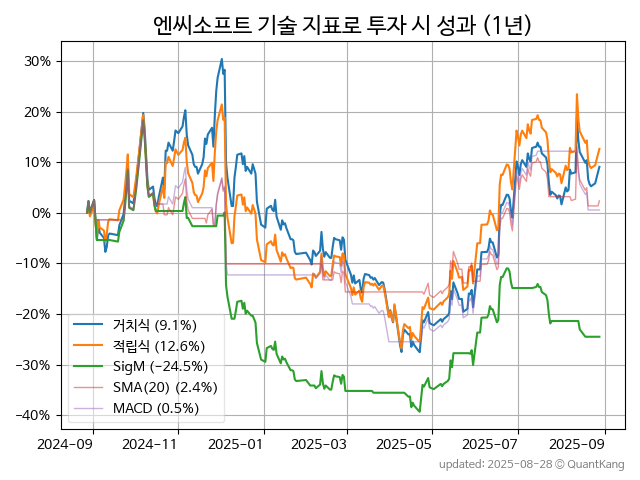 엔씨소프트 기술 지표로 투자 시 성과 (1년)
30%
20%
10%
0%
−10%
−20%
−30%
−40%
거치식 (9.1%)
적립식 (12.6%)
SigM (−24.5%)
SMA(20) (2.4%)
MACD (0.5%)
2024-09 2024-11 2025-01 2025-03 2025-05 2025-07 2025-09
updated: 2025-08-28 © QuantKang